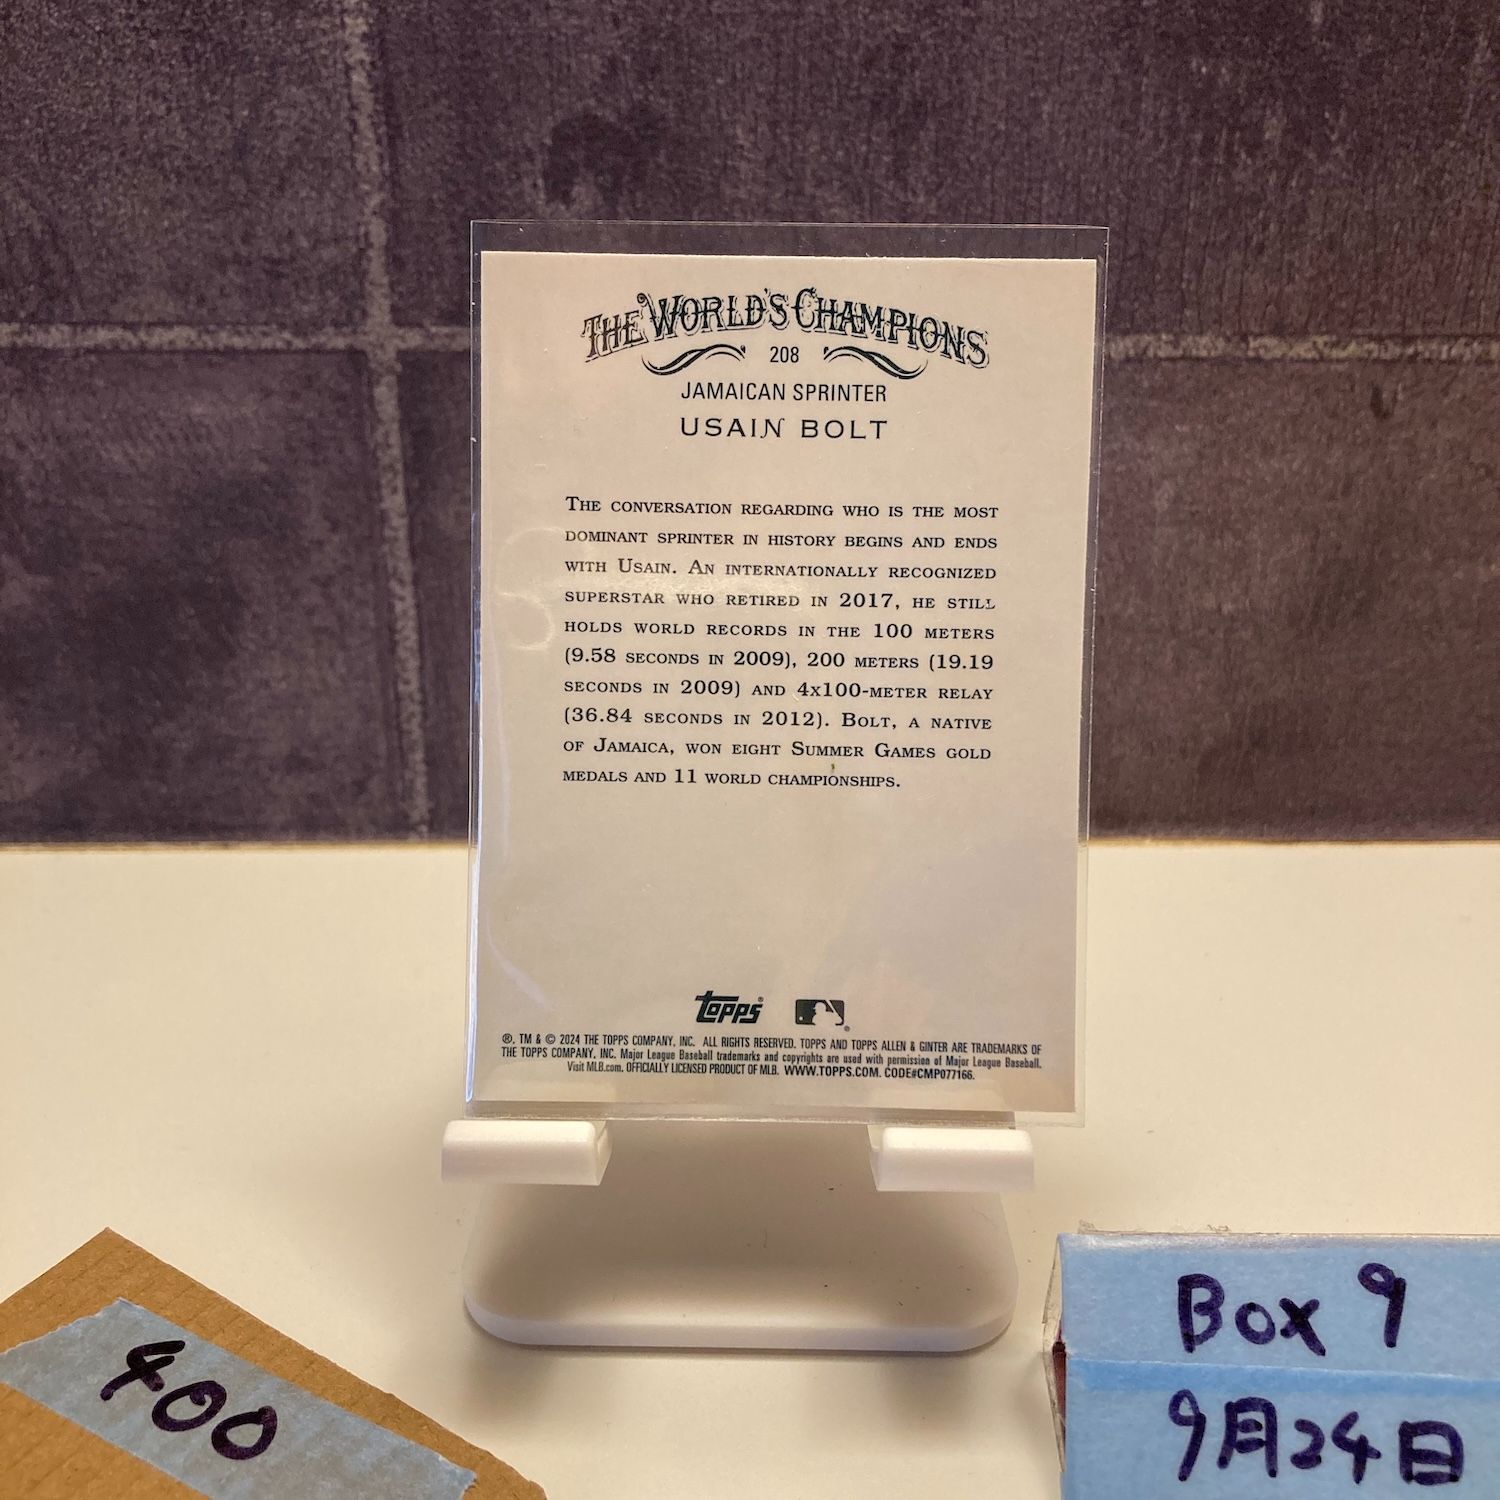 THE WORLD'S CHAMPIONS
208
JAMAICAN SPRINTER
USAIN BOLT
THE CONVERSATION REGARDING WHO IS THE MOST
DOMINANT SPRINTER IN HISTORY BEGINS AND ENDS
WITH USAIN. AN INTERNATIONALLY RECOGNIZED
SUPERSTAR WHO RETIRED IN 2017, HE STILL
HOLDS WORLD RECORDS IN THE 100 METERS
(9.58 SECONDS IN 2009), 200 METERS (19.19
SECONDS IN 2009) AND 4X100-METER RELAY
(36.84 SECONDS IN 2012). BOLT, A NATIVE
OF JAMAICA, WON EIGHT SUMMER GAMES GOLD
MEDALS AND 11 WORLD CHAMPIONSHIPS.
topps®
®, TM & © 2024 THE TOPPS COMPANY, INC. ALL RIGHTS RESERVED. TOPPS AND TOPPS ALLEN & GINTER ARE TRADEMARKS OF
THE TOPPS COMPANY, INC. Major League Baseball trademarks and copyrights are used with permission of Major League Baseball.
Visit MLB.com. OFFICIALLY LICENSED PRODUCT OF MLB. WWW.TOPPS.COM. CODE#CMP077166.
400
Box 9
9月24日